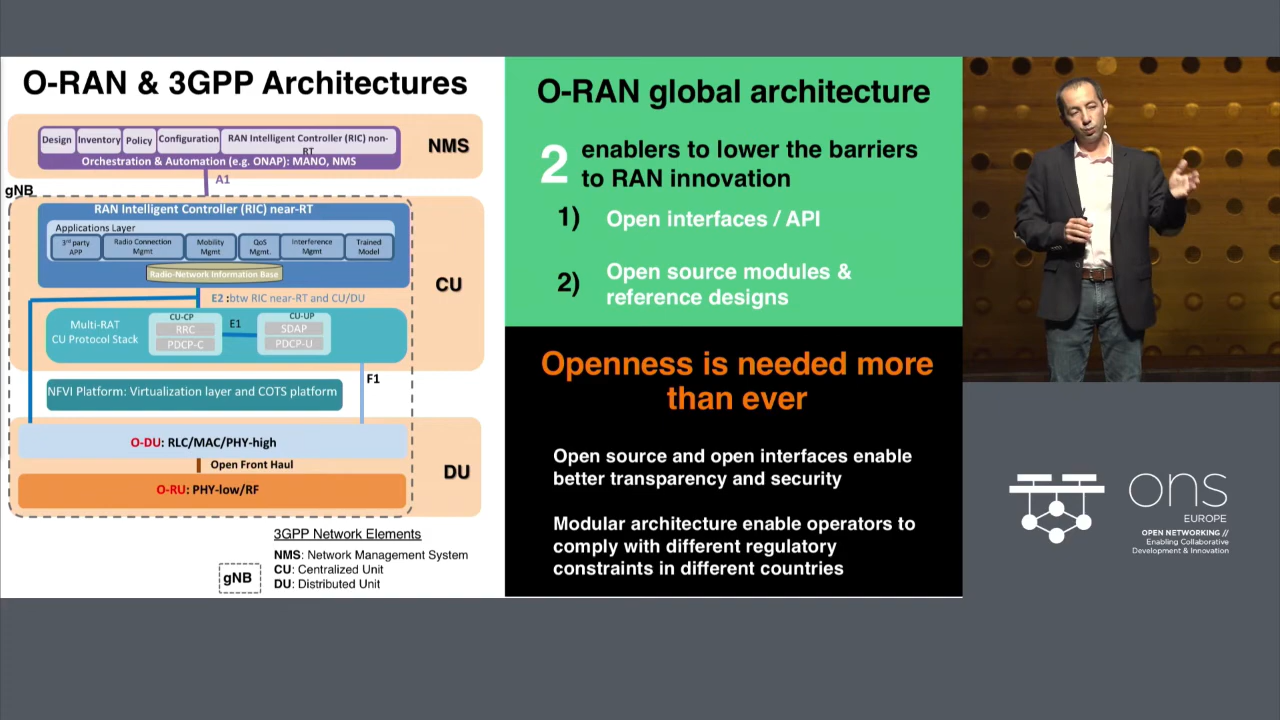 O-RAN & 3GPP Architectures
Design
Inventory
Policy
Configuration
RAN Intelligent Controller (RIC) non-
RT
Orchestration & Automation (e.g. ONAP): MANO, NMS
NMS
A1
gNB
RAN Intelligent Controller (RIC) near-RT
Applications Layer
3rd party
APP
Radio Connection
Mgmt
Mobility
Mgmt
QoS
Mgmt.
Interference
Mgmt
Trained
Model
Radio-Network Information Base
CU
E2 :btw RIC near-RT and CU/DU
Multi-RAT
CU Protocol Stack
CU-CP
RRC
PDCP-C
E1
CU-UP
SDAP
PDCP-U
F1
NFVI Platform: Virtualization layer and COTS platform
O-DU: RLC/MAC/PHY-high
Open Front Haul
DU
O-RU: PHY-low/RF
3GPP Network Elements
NMS: Network Management System
CU: Centralized Unit
DU: Distributed Unit
gNB
O-RAN global architecture
2
enablers to lower the barriers
to RAN innovation
1) Open interfaces / API
2) Open source modules &
reference designs
Openness is needed more
than ever
Open source and open interfaces enable
better transparency and security
Modular architecture enable operators to
comply with different regulatory
constraints in different countries
ons
EUROPE
OPEN NETWORKING //
Enabling Collaborative
Development & Innovation